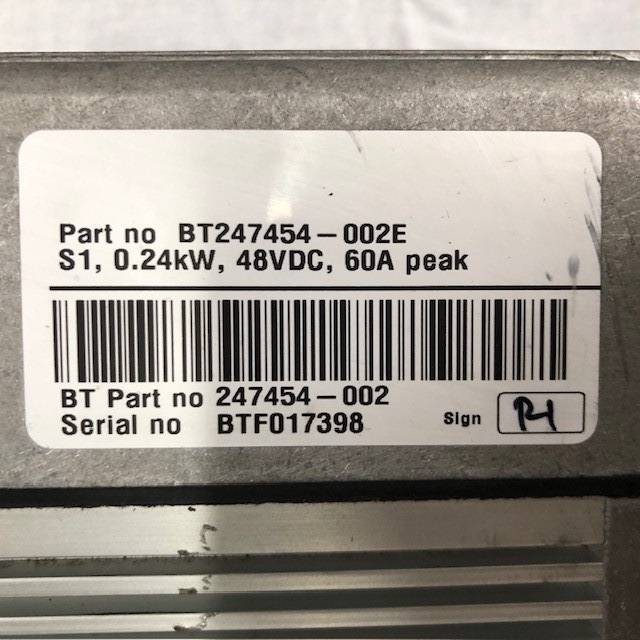 Part no BT247454-002E
S1, 0.24kW, 48VDC, 60A peak
BT Part no 247454-002
Serial no BTF017398
Sign